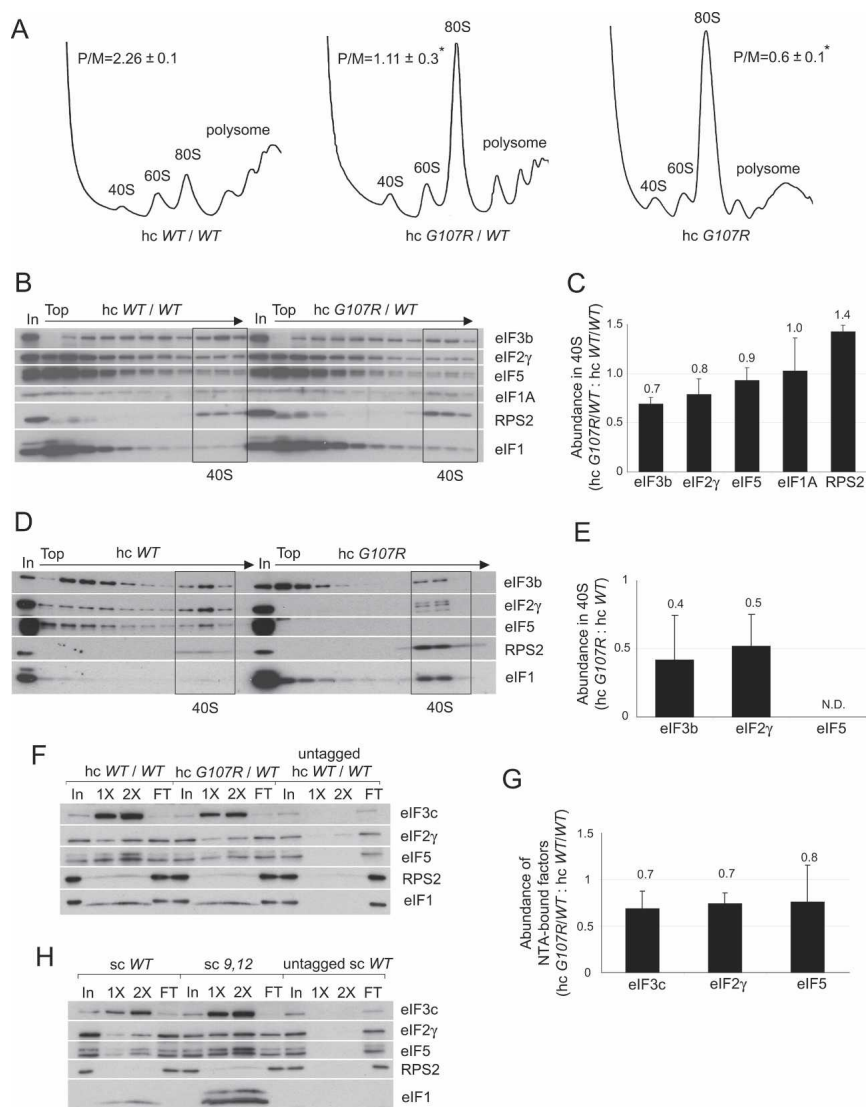 A
P/M=2.26 ± 0.1
40S
60S
80S
polysome
hc WT / WT
P/M=1.11 ± 0.3*
40S
60S
80S
polysome
hc G107R / WT
P/M=0.6 ± 0.1*
40S
60S
80S
polysome
hc G107R
B
In Top hc WT / WT In Top hc G107R / WT
eIF3b
eIF2γ
eIF5
eIF1A
RPS2
eIF1
40S 40S
C
Abundance in 40S
(hc G107R/WT : hc WT/WT)
1.5
1.0
0.5
0
0.7 0.8 0.9 1.0 1.4
eIF3b eIF2γ eIF5 eIF1A RPS2
D
In Top hc WT In Top hc G107R
eIF3b
eIF2γ
eIF5
RPS2
eIF1
40S 40S
E
Abundance in 40S
(hc G107R : hc WT)
1
0.5
0
0.4 0.5 N.D.
eIF3b eIF2γ eIF5
F
untagged
hc WT / WT hc G107R / WT hc WT / WT
In 1X 2X FT In 1X 2X FT In 1X 2X FT
eIF3c
eIF2γ
eIF5
RPS2
eIF1
G
Abundance of
NTA-bound factors
(hc G107R/WT : hc WT/WT)
1.5
1
0.5
0
0.7 0.7 0.8
eIF3c eIF2γ eIF5
H
sc WT sc 9,12 untagged sc WT
In 1X 2X FT In 1X 2X FT In 1X 2X FT
eIF3c
eIF2γ
eIF5
RPS2
eIF1